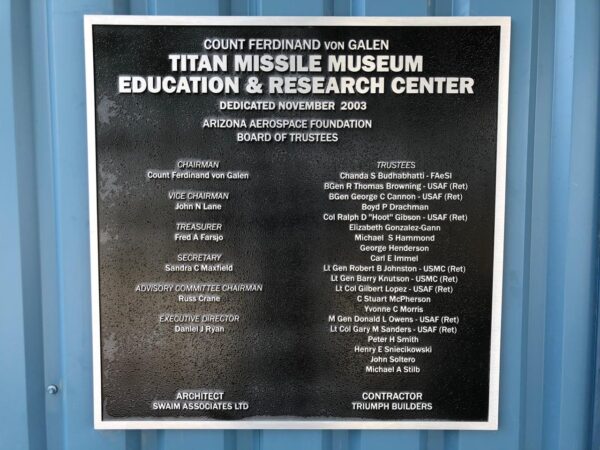 COUNT FERDINAND VON GALEN
TITAN MISSILE MUSEUM
EDUCATION & RESEARCH CENTER
DEDICATED NOVEMBER 2003
ARIZONA AEROSPACE FOUNDATION
BOARD OF TRUSTEES
CHAIRMAN
Count Ferdinand von Galen
VICE CHAIRMAN
John N Lane
TREASURER
Fred A Farsjo
SECRETARY
Sandra C Maxfield
ADVISORY COMMITTEE CHAIRMAN
Russ Crane
EXECUTIVE DIRECTOR
Daniel J Ryan
TRUSTEES
Chanda S Budhabhatti - FAeSI
BGen R Thomas Browning - USAF (Ret)
BGen George C Cannon - USAF (Ret)
Boyd P Drachman
Col Ralph D "Hoot" Gibson - USAF (Ret)
Elizabeth Gonzalez-Gann
Michael S Hammond
George Henderson
Carl E Immel
Lt Gen Robert B Johnston - USMC (Ret)
Lt Gen Barry Knutson - USMC (Ret)
Lt Col Gilbert Lopez - USAF (Ret)
C Stuart McPherson
Yvonne C Morris
M Gen Donald L Owens - USAF (Ret)
Lt Col Gary M Sanders - USAF (Ret)
Peter H Smith
Henry E Sniecikowski
John Soltero
Michael A Stilb
ARCHITECT
SWAIM ASSOCIATES LTD
CONTRACTOR
TRIUMPH BUILDERS